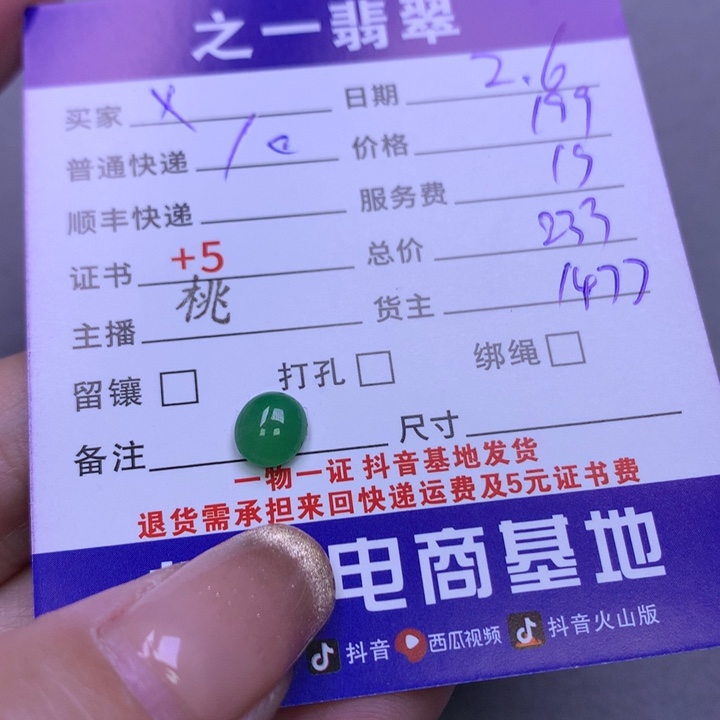 之一翡翠
买家 X 日期 2.6
普通快递 10 价格 199
顺丰快递 服务费 19
证书 +5 总价 233
主播 桃 货主 1477
留镶 打孔 绑绳
备注 尺寸
一物一证 抖音基地发货
退货需承担来回快递运费及5元证书费
电商基地
抖音 西瓜视频 抖音火山版